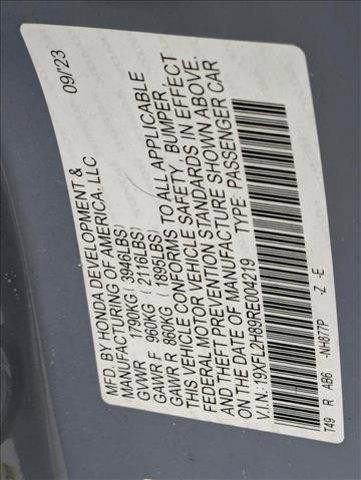 MFD. BY HONDA DEVELOPMENT & 09/23
MANUFACTURING OF AMERICA, LLC
GVWR 1790KG (3946LBS)
GAWR F 960KG (2116LBS)
GAWR R 860KG (1895LBS)
THIS VEHICLE CONFORMS TO ALL APPLICABLE
FEDERAL MOTOR VEHICLE SAFETY, BUMPER,
AND THEFT PREVENTION STANDARDS IN EFFECT
ON THE DATE OF MANUFACTURE SHOWN ABOVE.
V.I.N.: 19XFL2H89RE004219 TYPE: PASSENGER CAR
T49 R AB6 -NH877P -Z -E